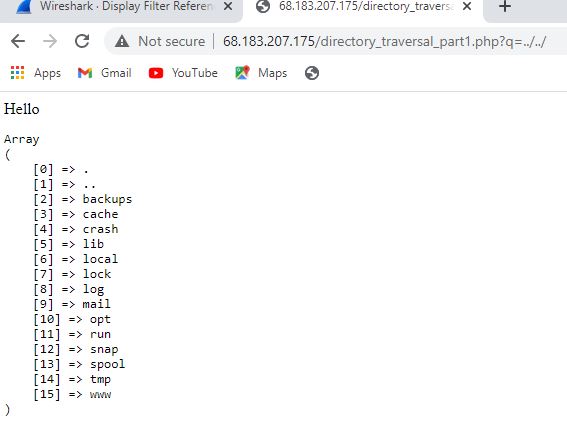 Wireshark · Display Filter Referen
68.183.207.175/directory_traversa
Not secure | 68.183.207.175/directory_traversal_part1.php?q=../../
Apps Gmail YouTube Maps
Hello
Array
(
[0] => .
[1] => ..
[2] => backups
[3] => cache
[4] => crash
[5] => lib
[6] => local
[7] => lock
[8] => log
[9] => mail
[10] => opt
[11] => run
[12] => snap
[13] => spool
[14] => tmp
[15] => www
)